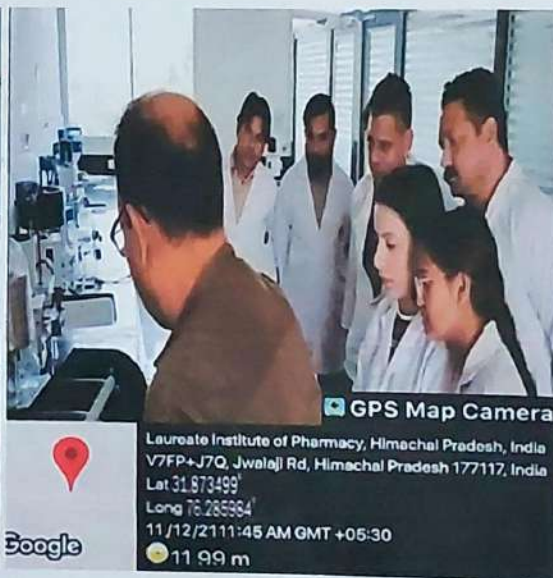 GPS Map Camera
Laureate Institute of Pharmacy, Himachal Pradesh, India
V7FP+J7Q, Jwalaji Rd, Himachal Pradesh 177117, India
Lat 31.873499°
Long 76.285984°
11/12/2111:45 AM GMT +05:30
11.99 m
Google